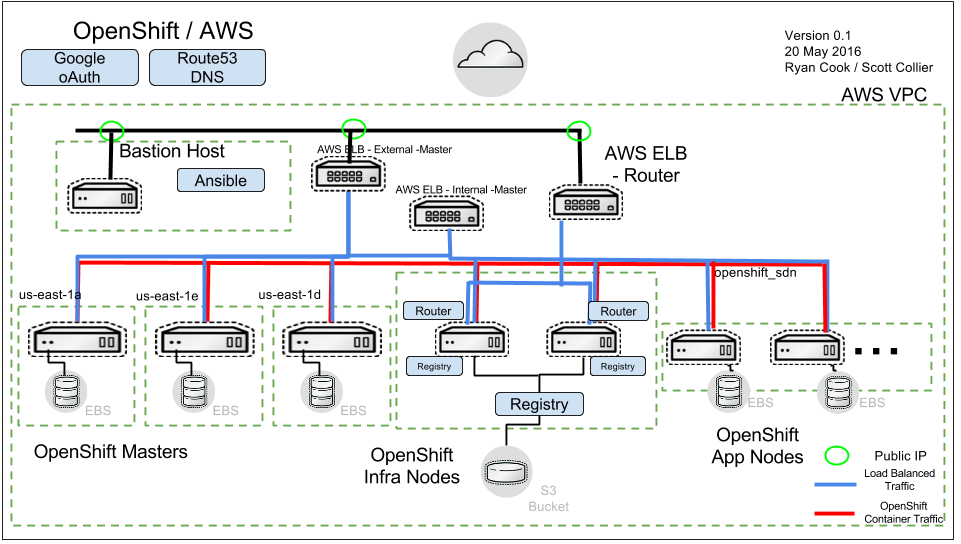 OpenShift / AWS
Google
oAuth
Route53
DNS
Version 0.1
20 May 2016
Ryan Cook / Scott Collier
AWS VPC
Bastion Host
Ansible
AWS ELB - External -Master
AWS ELB - Internal -Master
AWS ELB
- Router
openshift_sdn
us-east-1a
us-east-1e
us-east-1d
Router
Router
Registry
Registry
Registry
EBS
EBS
EBS
EBS
EBS
OpenShift Masters
OpenShift
Infra Nodes
S3
Bucket
OpenShift
App Nodes
Public IP
Load Balanced
Traffic
OpenShift
Container Traffic